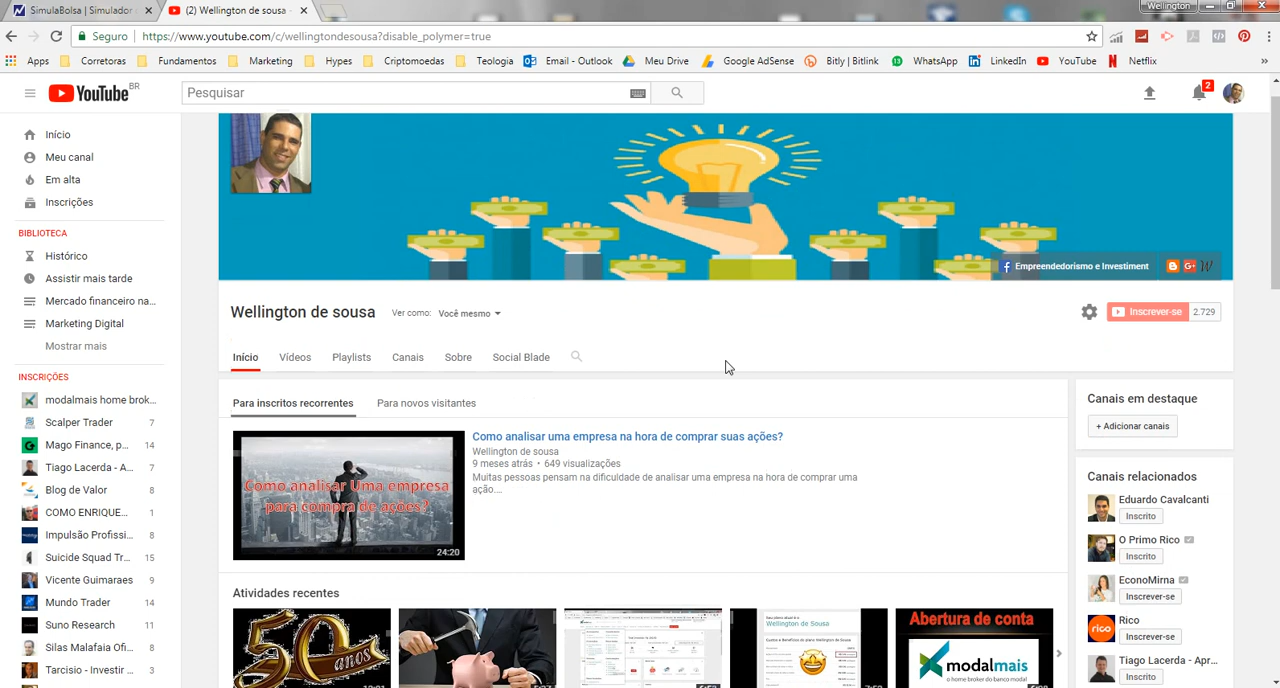 SimulaBolsa | Simulador d
(2) Wellington de sousa -
Wellington
Seguro
https://www.youtube.com/c/wellingtondesousa?disable_polymer=true
Apps
Corretoras
Fundamentos
Marketing
Hypes
Criptomoedas
Teologia
Email - Outlook
Meu Drive
Google AdSense
Bitly | Bitlink
WhatsApp
LinkedIn
YouTube
Netflix
YouTube BR
Pesquisar
2
Início
Meu canal
Em alta
Inscrições
BIBLIOTECA
Histórico
Assistir mais tarde
Mercado financeiro na...
Marketing Digital
Mostrar mais
INSCRIÇÕES
modalmais home brok...
Scalper Trader 7
Mago Finance, p... 14
Tiago Lacerda - A... 7
Blog de Valor 8
COMO ENRIQUE... 1
Impulsão Profissi... 8
Suicide Squad Tr... 15
Vicente Guimaraes 9
Mundo Trader 14
Suno Research 11
Silas Malafaia Ofi... 8
Tamo Investir ...
Empreendedorismo e Investiment
Wellington de sousa
Ver como: Você mesmo
Inscrever-se 2.729
Início
Vídeos
Playlists
Canais
Sobre
Social Blade
Para inscritos recorrentes
Para novos visitantes
Como analisar Uma empresa
para compra de ações?
24:20
Como analisar uma empresa na hora de comprar suas ações?
Wellington de sousa
9 meses atrás • 649 visualizações
Muitas pessoas pensam na dificuldade de analisar uma empresa na hora de comprar uma
ação....
Atividades recentes
Wellington de Sousa
Abertura de conta
modalmais
o home broker do banco modal
Canais em destaque
+ Adicionar canais
Canais relacionados
Eduardo Cavalcanti
Inscrito
O Primo Rico
Inscrito
EconoMirna
Inscrever-se
rico
Rico
Inscrever-se
Tiago Lacerda - Apr...
Inscrito